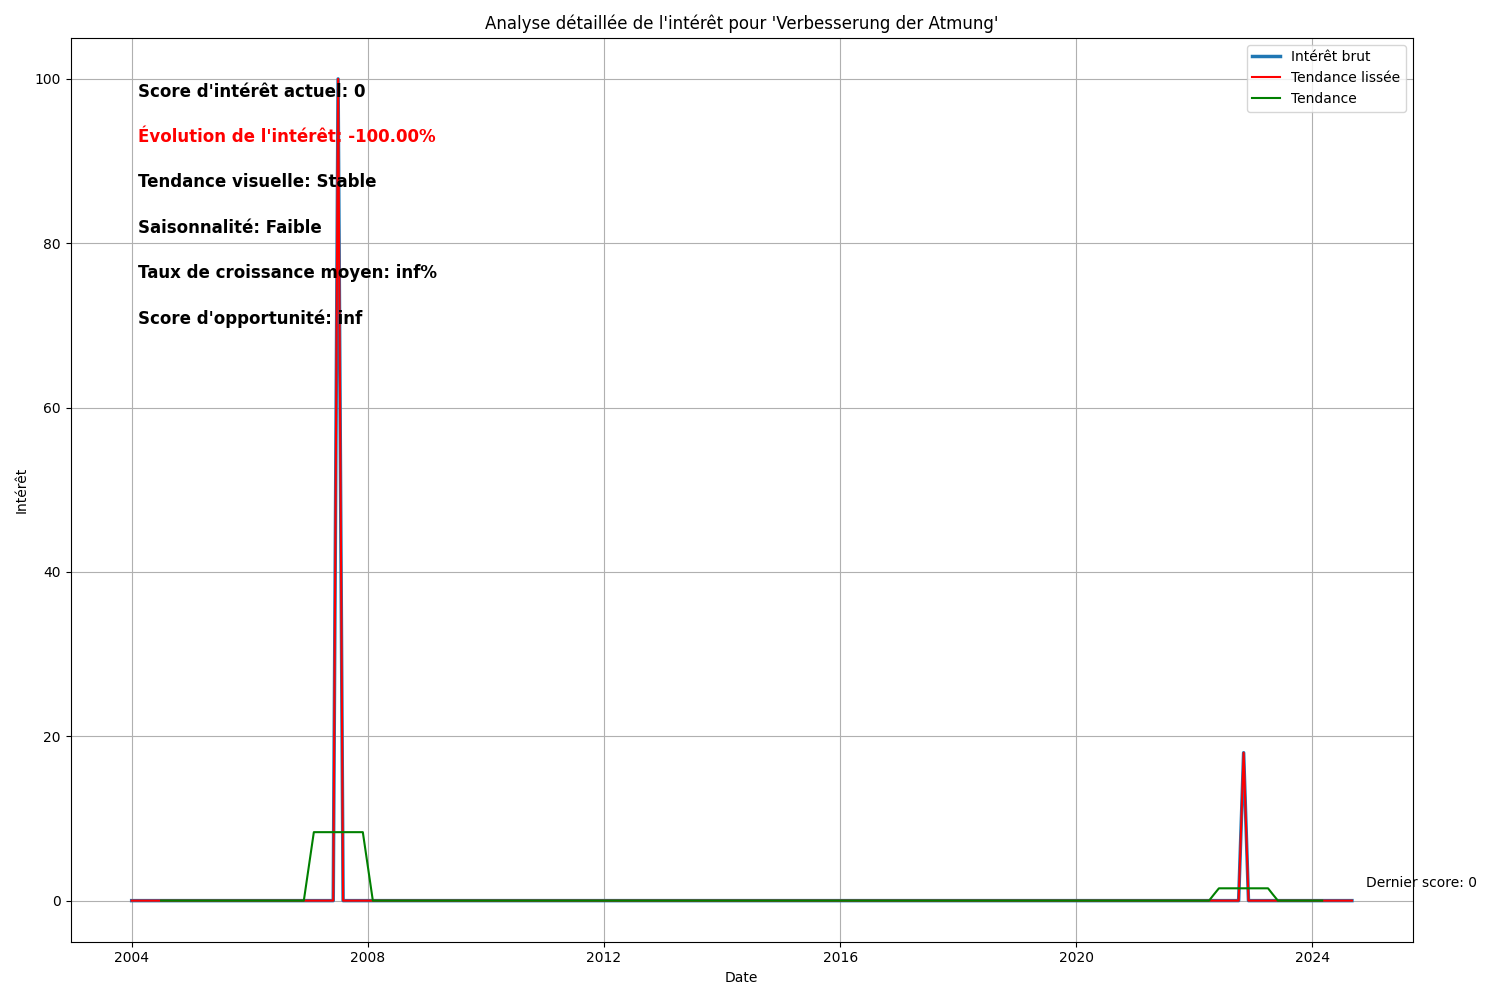 Analyse détaillée de l'intérêt pour 'Verbesserung der Atmung'
Intérêt brut
Tendance lissée
Tendance
Score d'intérêt actuel: 0
Évolution de l'intérêt: -100.00%
Tendance visuelle: Stable
Saisonnalité: Faible
Taux de croissance moyen: inf%
Score d'opportunité: inf
100
80
60
40
20
0
Intérêt
Dernier score: 0
2004
2008
2012
2016
2020
2024
Date